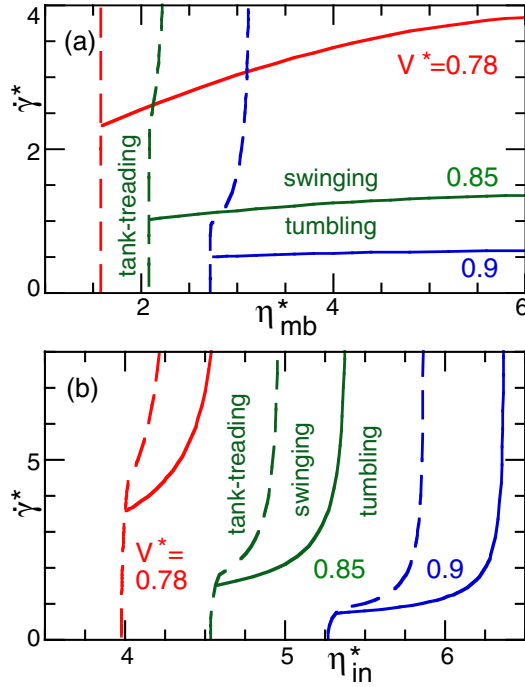 4
(a)
V*=0.78
γ̇*
2
tank-treading
swinging
0.85
tumbling
0.9
0
2
η*mb
4
6
(b)
γ̇*
5
tank-treading
swinging
tumbling
V*=
0.78
0.85
0.9
0
4
5
η*in
6